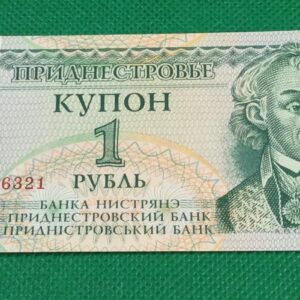 ПРИДНЕСТРОВЬЕ
КУПОН
1
6321
РУБЛЬ
БАНКА НИСТРЯНЭ
ПРИДНЕСТРОВСКИЙ БАНК
ПРИДНІСТРОВСЬКИЙ БАНК